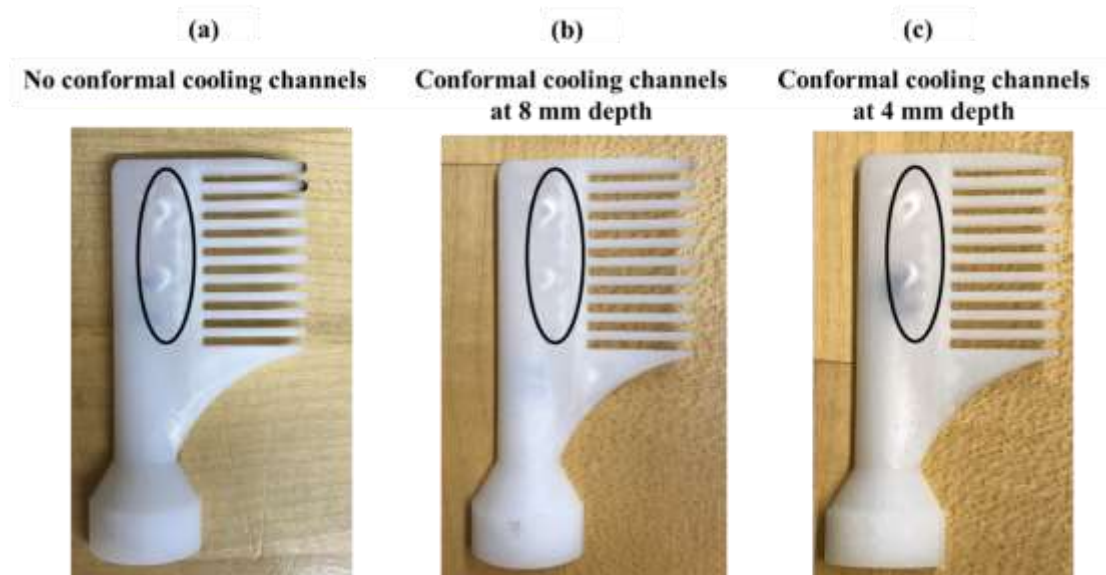 (a)
No conformal cooling channels
(b)
Conformal cooling channels
at 8 mm depth
(c)
Conformal cooling channels
at 4 mm depth